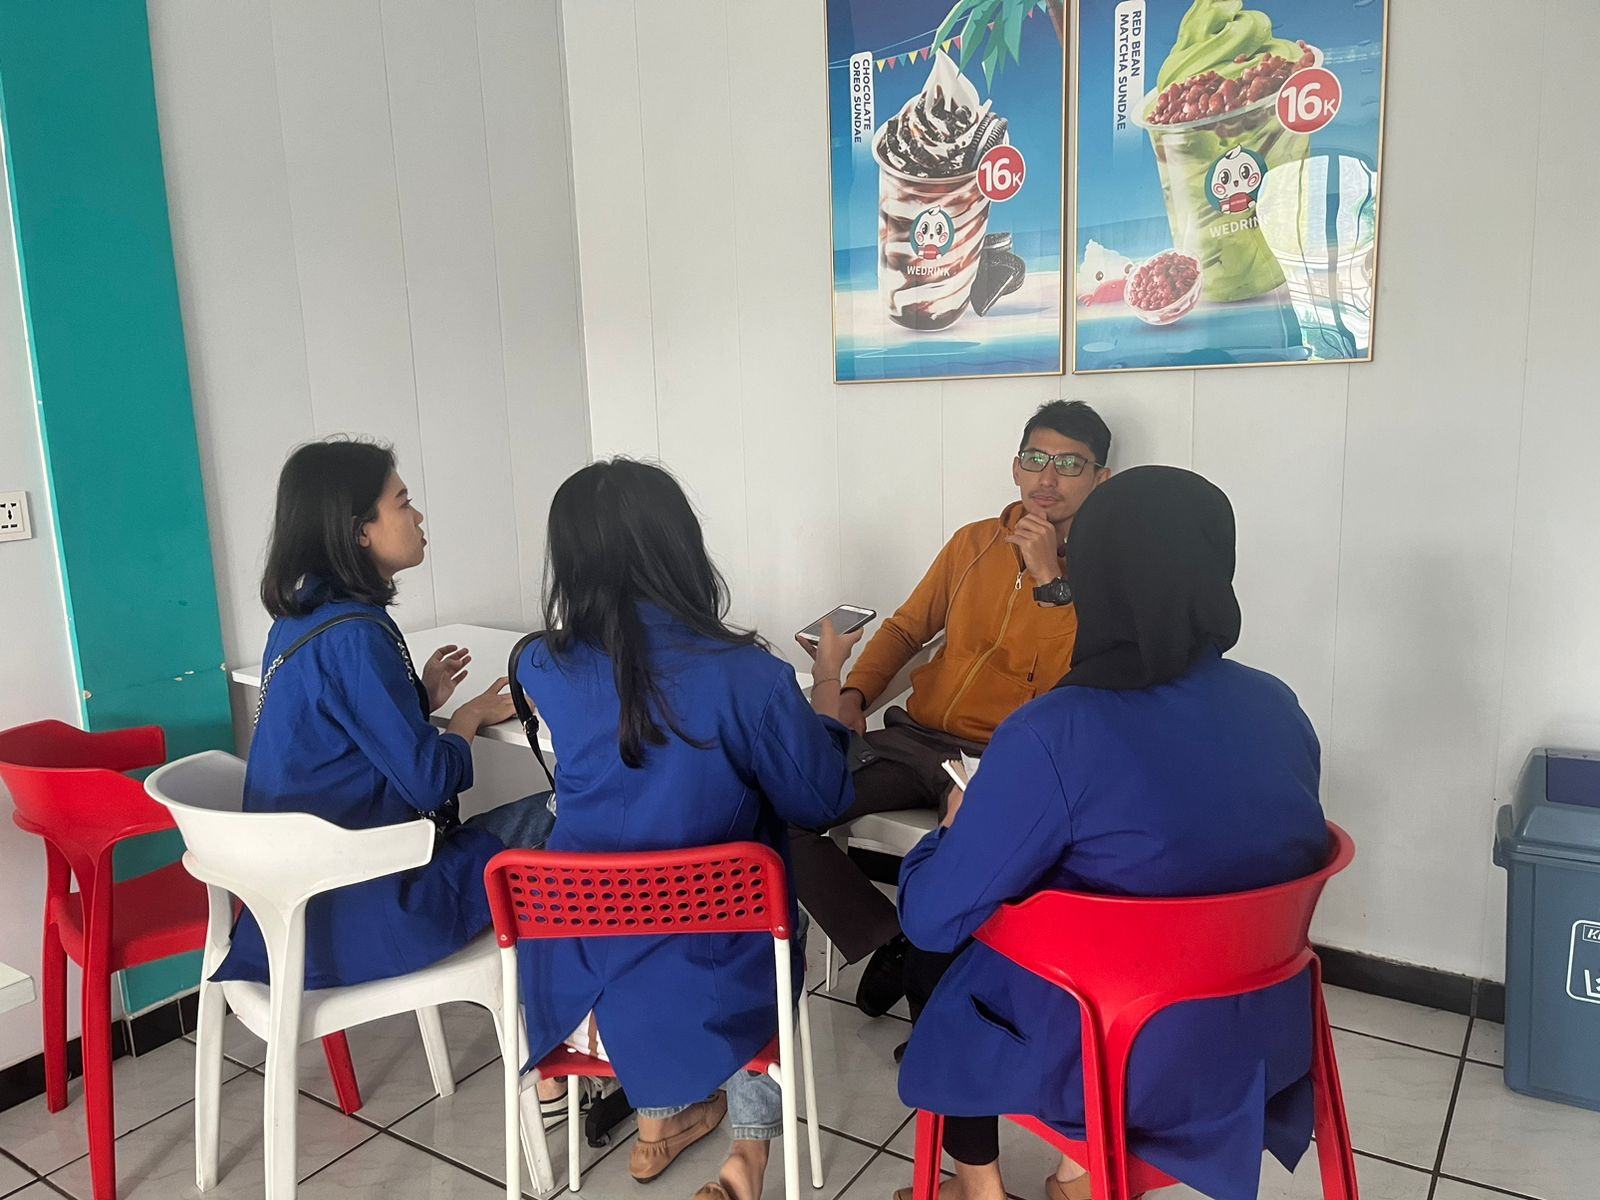 CHOCOLATE
OREO SUNDAE
16K
WEDRINK
RED BEAN
MATCHA SUNDAE
16K
WEDRINK